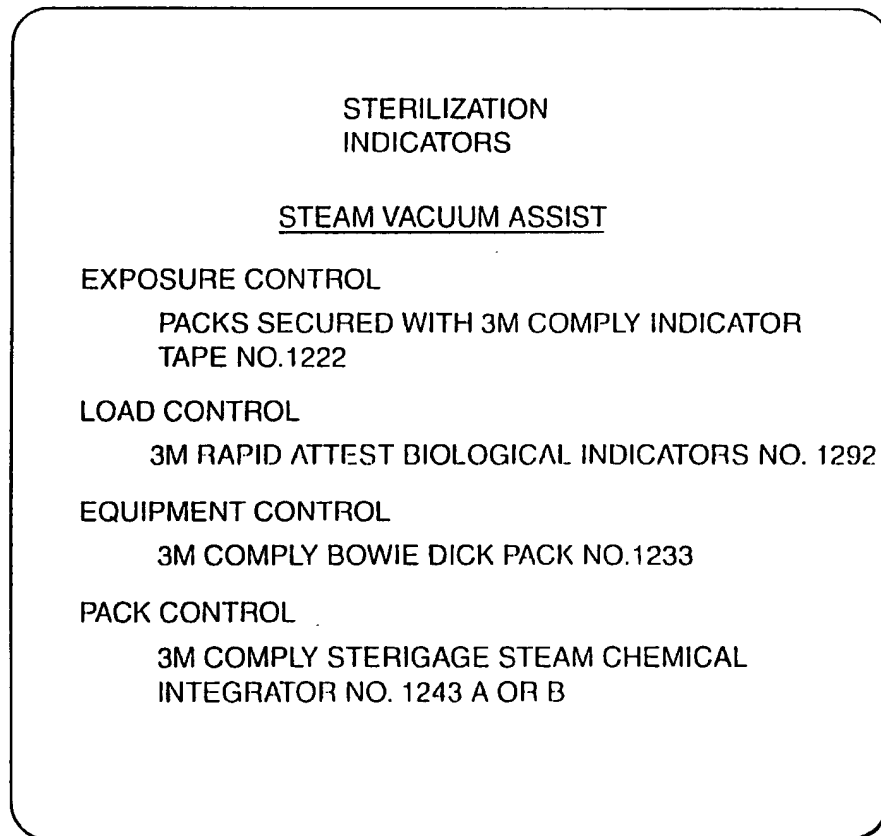 STERILIZATION
INDICATORS
STEAM VACUUM ASSIST
EXPOSURE CONTROL
PACKS SECURED WITH 3M COMPLY INDICATOR
TAPE NO.1222
LOAD CONTROL
3M RAPID ATTEST BIOLOGICAL INDICATORS NO. 1292
EQUIPMENT CONTROL
3M COMPLY BOWIE DICK PACK NO.1233
PACK CONTROL
3M COMPLY STERIGAGE STEAM CHEMICAL
INTEGRATOR NO. 1243 A OR B